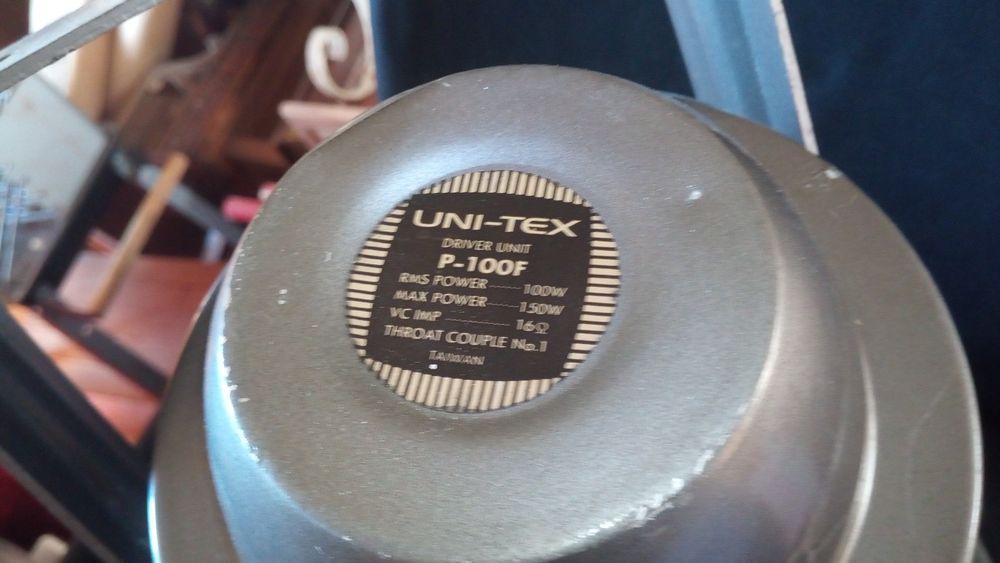 UNI-TEX
DRIVER UNIT
P-100F
RMS POWER ........ 100W
MAX POWER ........ 150W
VC IMP ................ 16Ω
THROAT COUPLE No.1
TAIWAN